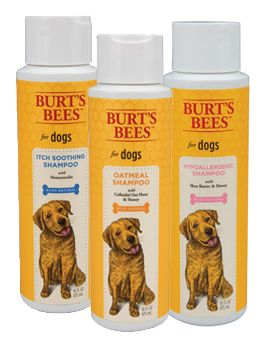 BURT'S
BEES
for dogs
ITCH SOOTHING
SHAMPOO
with
Honeysuckle
BURT'S
BEES
for dogs
OATMEAL
SHAMPOO
with
Colloidal Oat Flour
& Honey
BURT'S
BEES
for dogs
HYPOALLERGENIC
SHAMPOO
with
Shea Butter & Honey